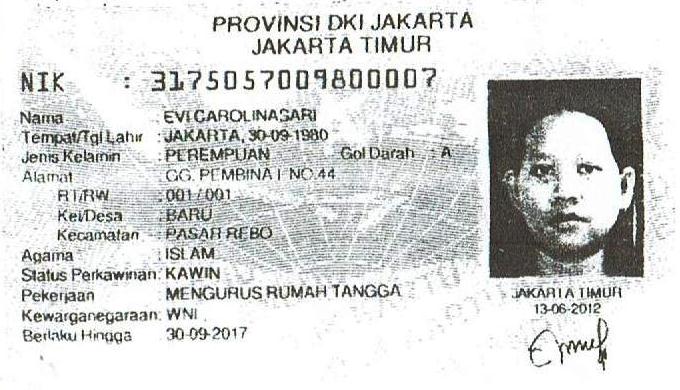 PROVINSI DKI JAKARTA
JAKARTA TIMUR
NIK : 3175057009800007
Nama : EVI CAROLINASARI
Tempat/Tgl Lahir : JAKARTA, 30-09-1980
Jenis Kelamin : PEREMPUAN Gol Darah : A
Alamat : GG. PEMBINA I NO.44
RT/RW : 001/001
Kel/Desa : BARU
Kecamatan : PASAR REBO
Agama : ISLAM
Status Perkawinan: KAWIN
Pekerjaan : MENGURUS RUMAH TANGGA
Kewarganegaraan: WNI
Berlaku Hingga : 30-09-2017
JAKARTA TIMUR
13-06-2012